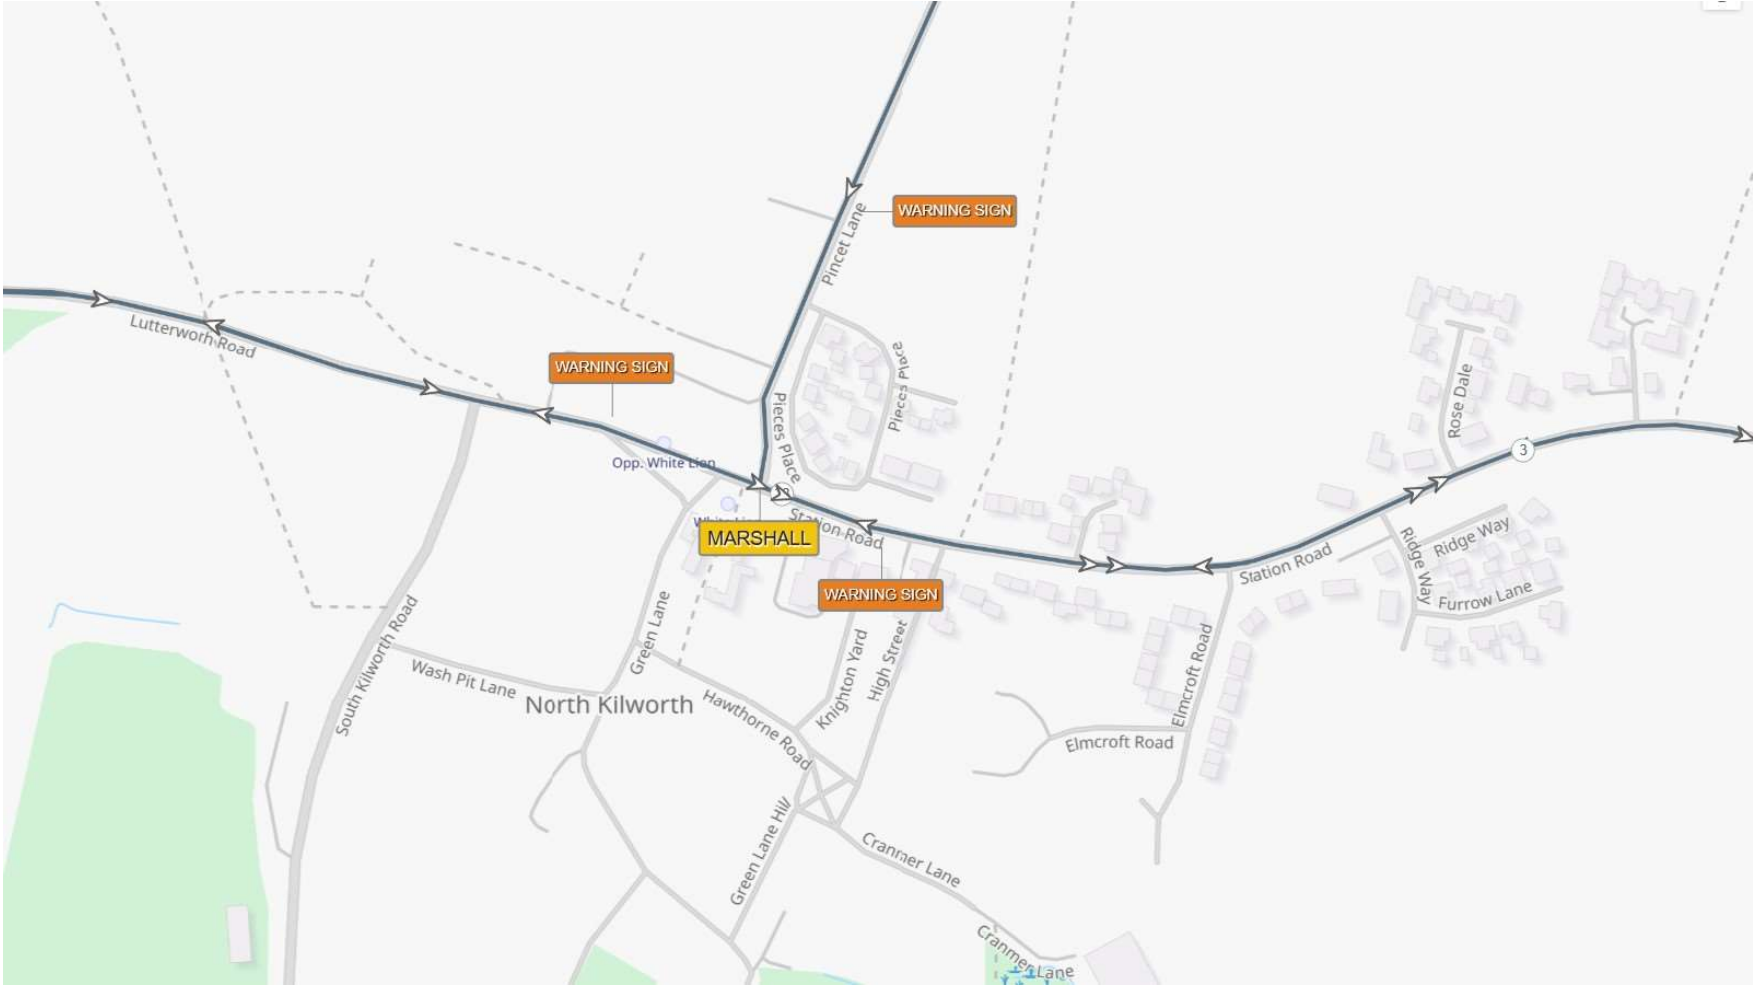 WARNING SIGN
Pincet Lane
Lutterworh Road
WARNING SIGN
Pieces Place
Pieces Place
Rose Dale
3
Opp. White Lion
Station Road
MARSHALL
WARNING SIGN
Station Road
Ridge Way
Ridge Way
Furrow Lane
South Kilworth Road
Green Lane
Wash Pit Lane
North Kilworth
Hawthorne Road
Knighton Yard
High Street
Elmcroft Road
Elmcroft Road
Green Lane Hill
Cranmer Lane
Cranmer Lane